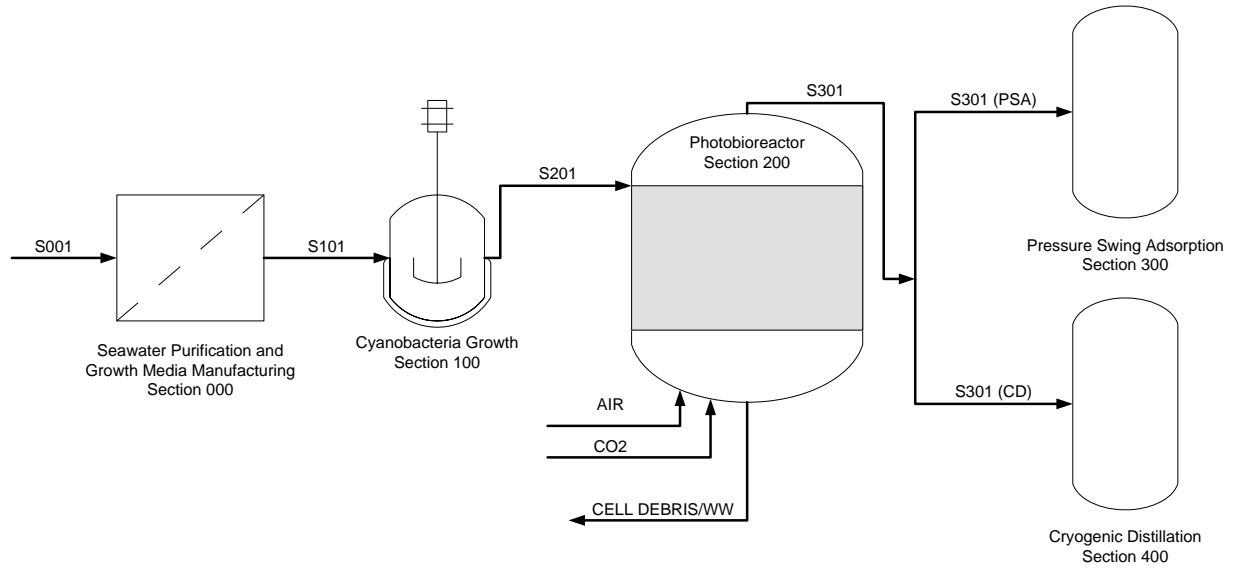 S301
S301 (PSA)
Photobioreactor
Section 200
S201
S001
S101
Pressure Swing Adsorption
Section 300
Cyanobacteria Growth
Section 100
Seawater Purification and
Growth Media Manufacturing
Section 000
S301 (CD)
AIR
CO2
CELL DEBRIS/WW
Cryogenic Distillation
Section 400